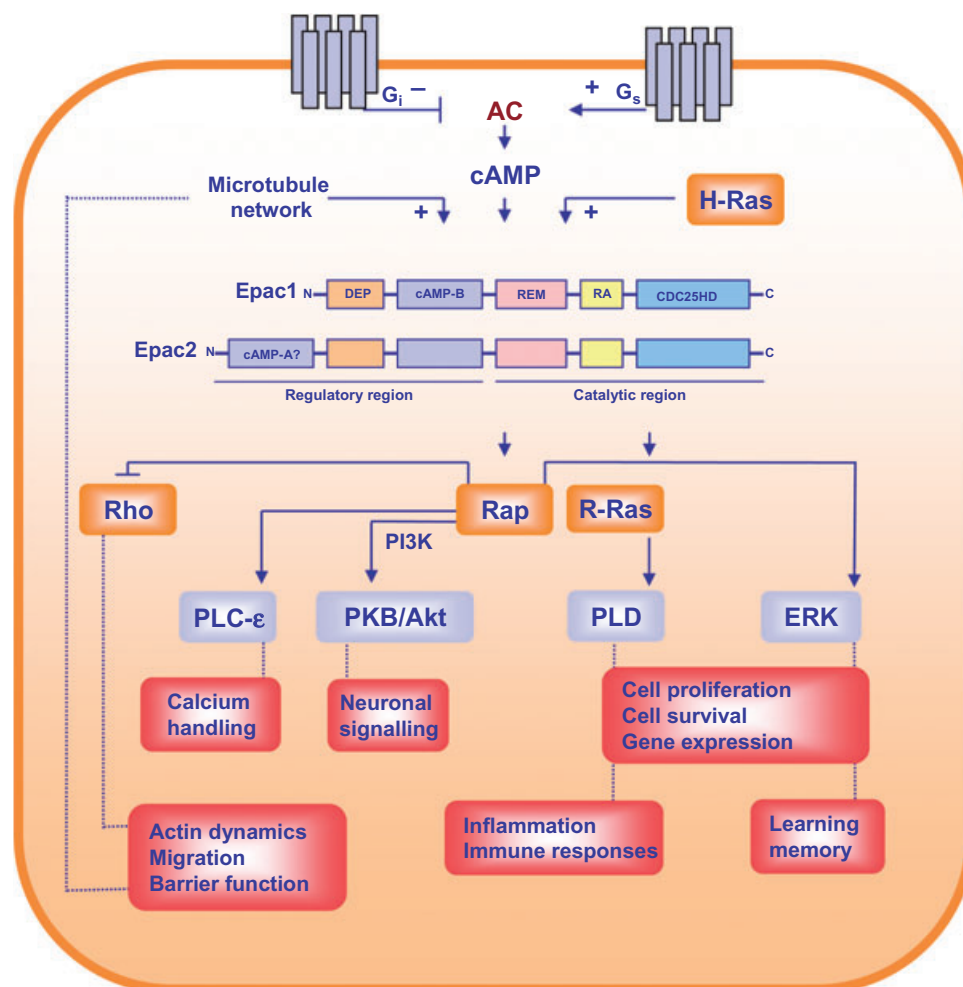 Gi −
+ Gs
AC
cAMP
Microtubule
network
+
+
H-Ras
Epac1 N DEP cAMP-B REM RA CDC25HD C
Epac2 N cAMP-A? C
Regulatory region Catalytic region
Rho Rap R-Ras
PI3K
PLC-ε PKB/Akt PLD ERK
Calcium
handling
Neuronal
signalling
Cell proliferation
Cell survival
Gene expression
Actin dynamics
Migration
Barrier function
Inflammation
Immune responses
Learning
memory